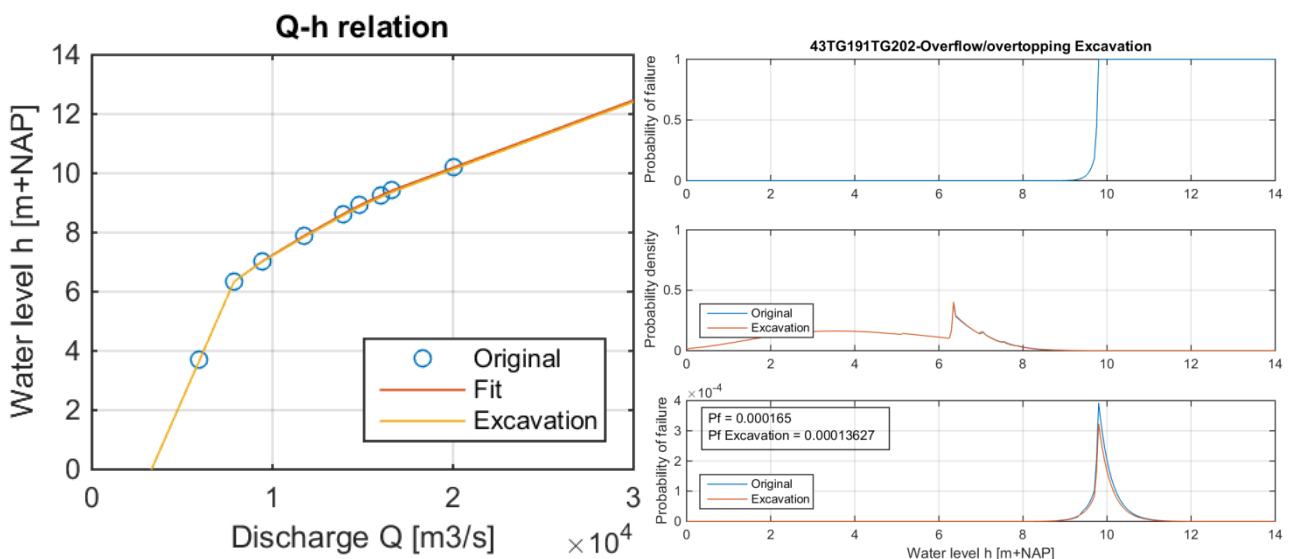 Q-h relation
Water level h [m+NAP]
14
12
10
8
6
4
2
0
0
1
2
3
Discharge Q [m3/s]
×10⁴
Original
Fit
Excavation
43TG191TG202-Overflow/overtopping Excavation
Probability of failure
1
0.5
0
0
2
4
6
8
10
12
14
Probability density
1
0.5
0
Original
Excavation
0
2
4
6
8
10
12
14
Probability of failure
×10⁻⁴
4
3
2
1
0
Pf = 0.000165
Pf Excavation = 0.00013627
Original
Excavation
0
2
4
6
8
10
12
14
Water level h [m+NAP]